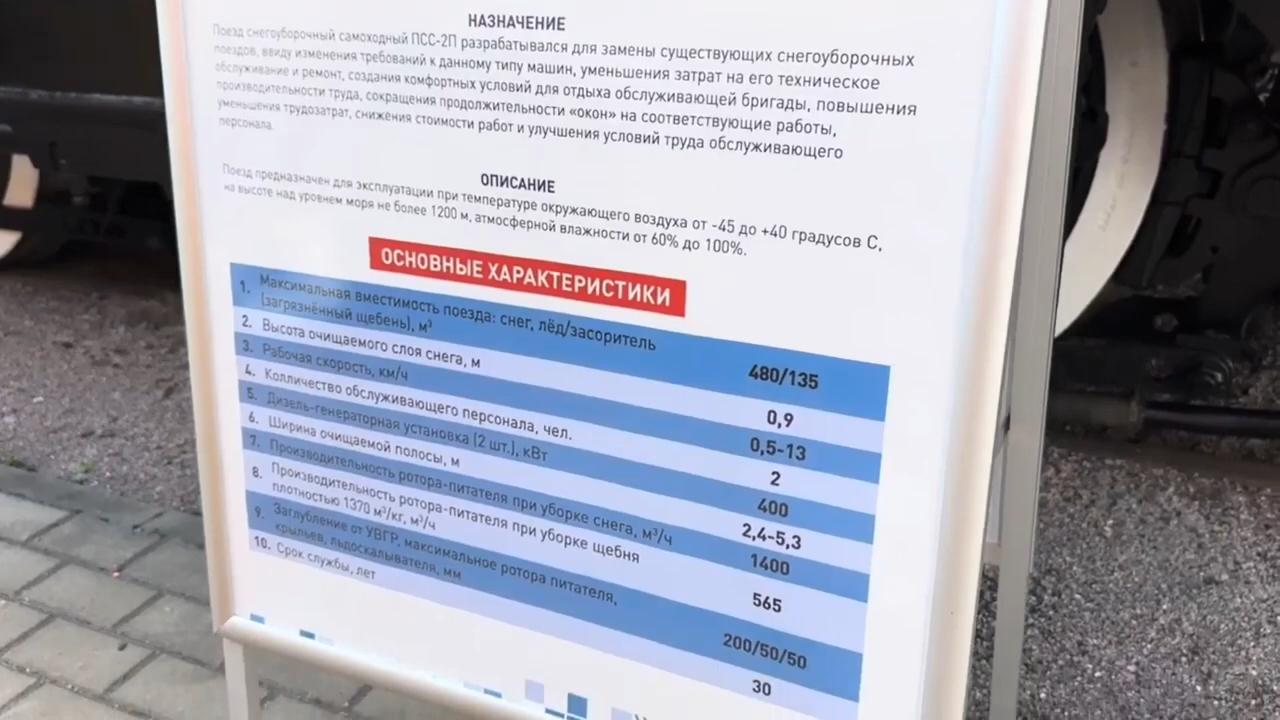 НАЗНАЧЕНИЕ
Поезд снегоуборочный самоходный ПСС-2П разрабатывался для замены существующих снегоуборочных
поездов, ввиду изменения требований к данному типу машин, уменьшения затрат на его техническое
обслуживание и ремонт, создания комфортных условий для отдыха обслуживающей бригады, повышения
производительности труда, сокращения продолжительности «окон» на соответствующие работы,
уменьшения трудозатрат, снижения стоимости работ и улучшения условий труда обслуживающего
персонала.
ОПИСАНИЕ
Поезд предназначен для эксплуатации при температуре окружающего воздуха от -45 до +40 градусов С,
на высоте над уровнем моря не более 1200 м, атмосферной влажности от 60% до 100%.
ОСНОВНЫЕ ХАРАКТЕРИСТИКИ
1. Максимальная вместимость поезда: снег, лёд/засоритель
(загрязнённый щебень), м³ 480/135
2. Высота очищаемого слоя снега, м 0,9
3. Рабочая скорость, км/ч 0,5-13
4. Колличество обслуживающего персонала, чел. 2
5. Дизель-генераторная установка (2 шт.), кВт 400
6. Ширина очищаемой полосы, м 2,4-5,3
7. Производительность ротора-питателя при уборке снега, м³/ч 1400
8. Производительность ротора-питателя при уборке щебня
плотностью 1370 м³/кг, м³/ч 565
9. Заглубление от УВГР, максимальное ротора питателя,
крыльев, льдоскалывателя, мм 200/50/50
10. Срок службы, лет 30